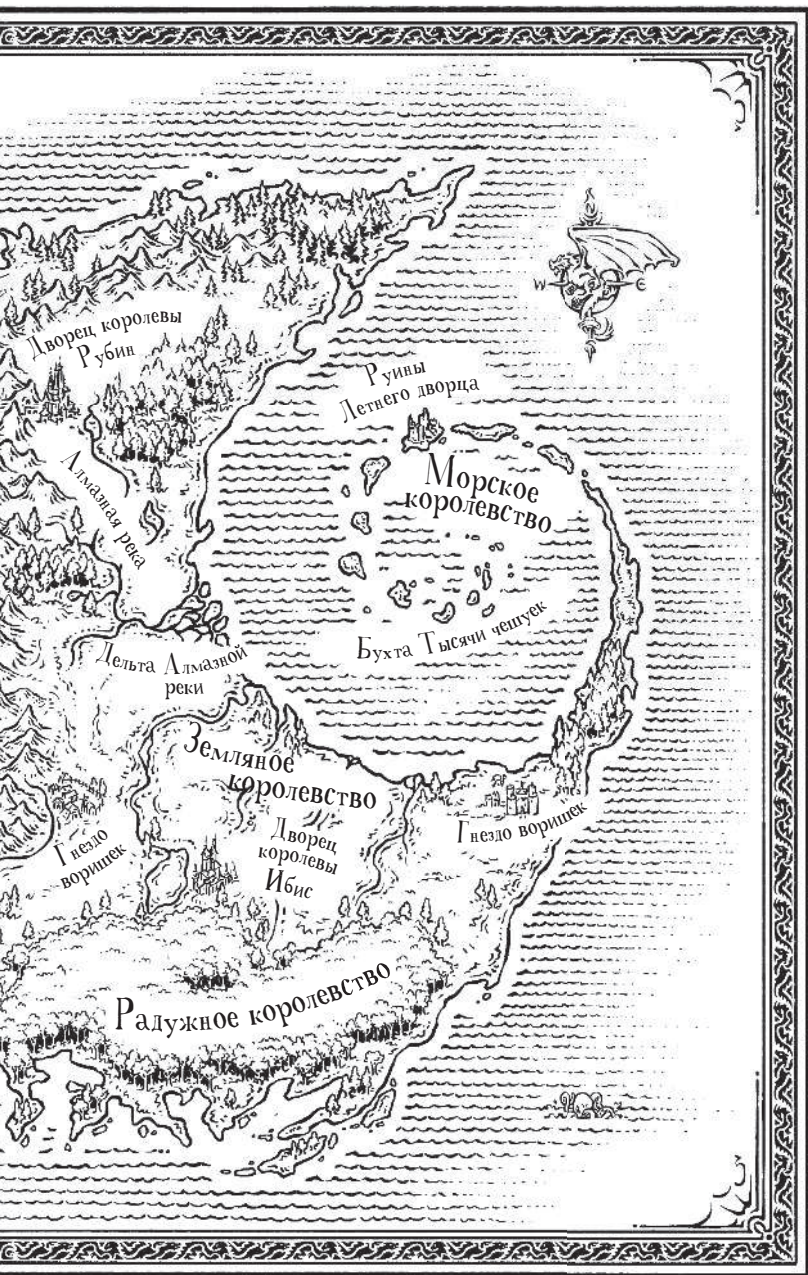 W
E
Дворец королевы
Рубин
Руины
Летнего дворца
Алмазная река
Морское
королевство
Бухта Тысячи чешуек
Дельта Алмазной
реки
Земляное
королевство
Дворец
королевы
Ибис
Гнездо воришек
Гнездо
воришек
Радужное королевство